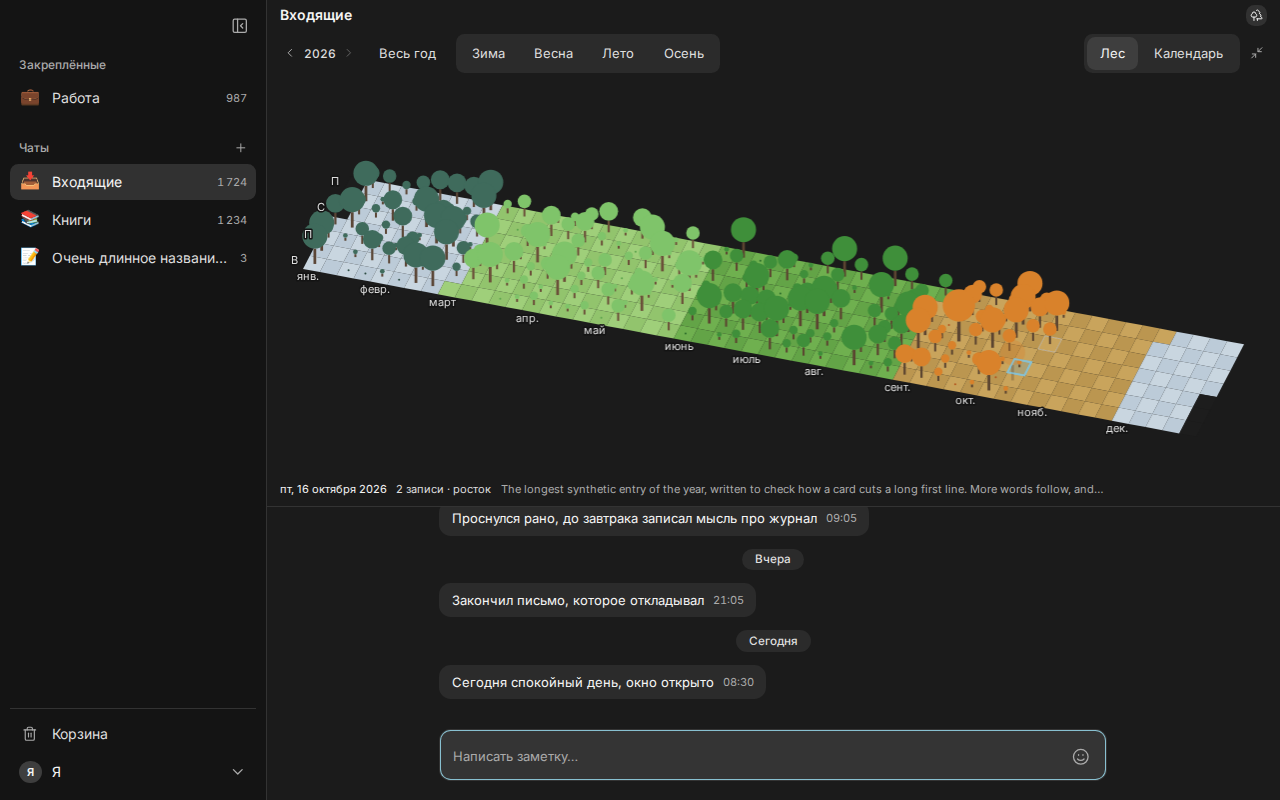 Входящие
Закреплённые
Работа 987
Чаты
Входящие 1 724
Книги 1 234
Очень длинное названи... 3
Корзина
Я Я
2026 Весь год Зима Весна Лето Осень Лес Календарь
П
С
П
В
янв.
февр.
март
апр.
май
июнь
июль
авг.
сент.
окт.
нояб.
дек.
пт, 16 октября 2026 2 записи · росток The longest synthetic entry of the year, written to check how a card cuts a long first line. More words follow, and...
Проснулся рано, до завтрака записал мысль про журнал 09:05
Вчера
Закончил письмо, которое откладывал 21:05
Сегодня
Сегодня спокойный день, окно открыто 08:30
Написать заметку...